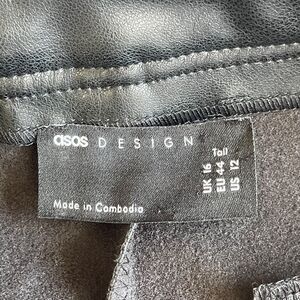 asos DESIGN
Tall
UK 16
EU 44
US 12
Made in Cambodia